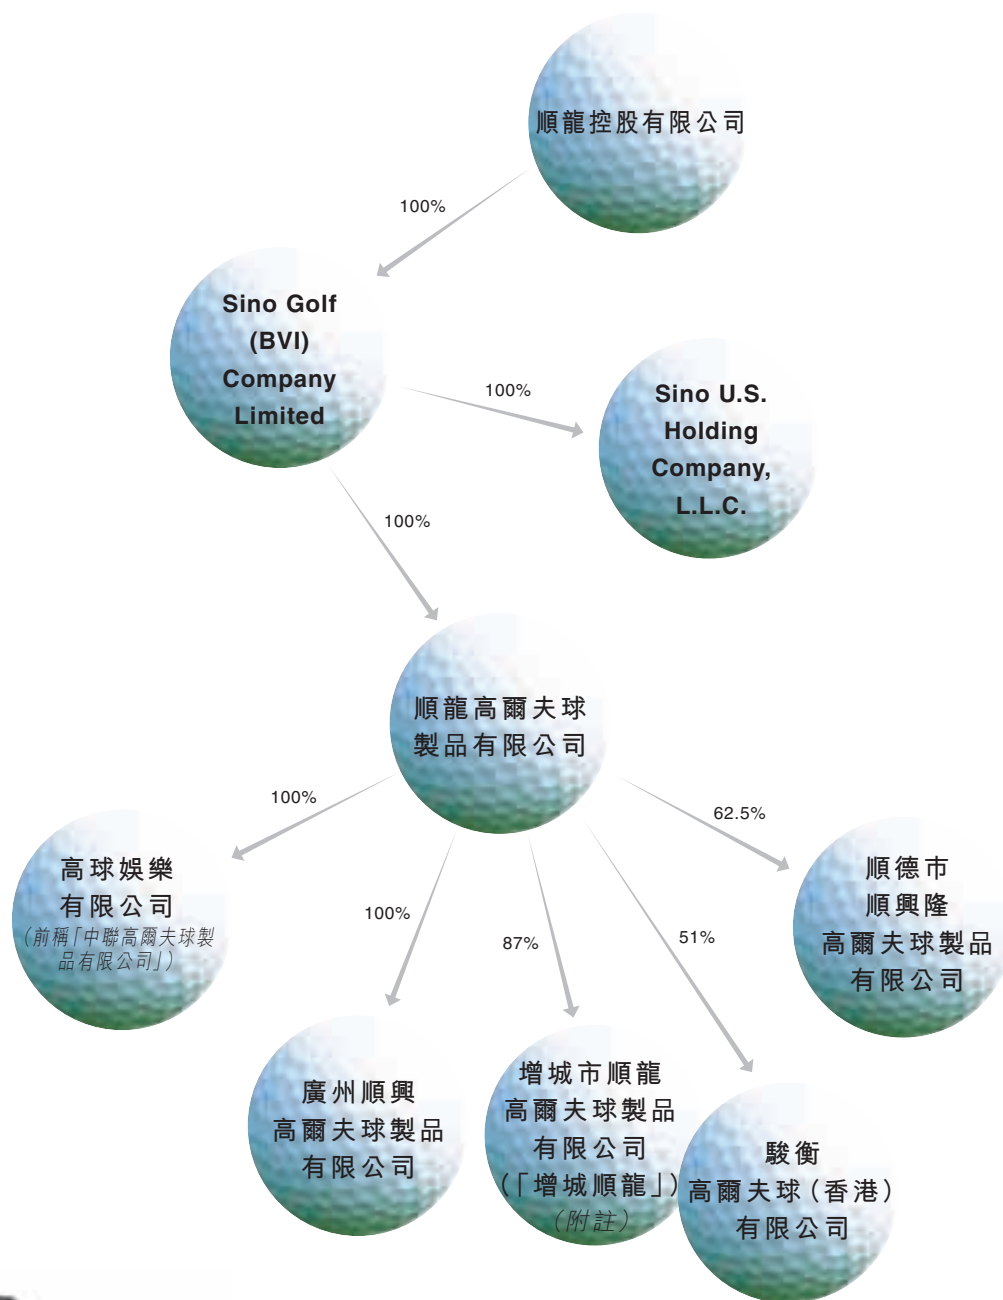 順龍控股有限公司
100%
Sino Golf
(BVI)
Company
Limited
100%
Sino U.S.
Holding
Company,
L.L.C.
100%
順龍高爾夫球
製品有限公司
100%
高球娛樂
有限公司
(前稱「中聯高爾夫球製
品有限公司」)
100%
廣州順興
高爾夫球製品
有限公司
87%
增城市順龍
高爾夫球製品
有限公司
(「增城順龍」)
(附註)
51%
駿衡
高爾夫球(香港)
有限公司
62.5%
順德市
順興隆
高爾夫球製品
有限公司